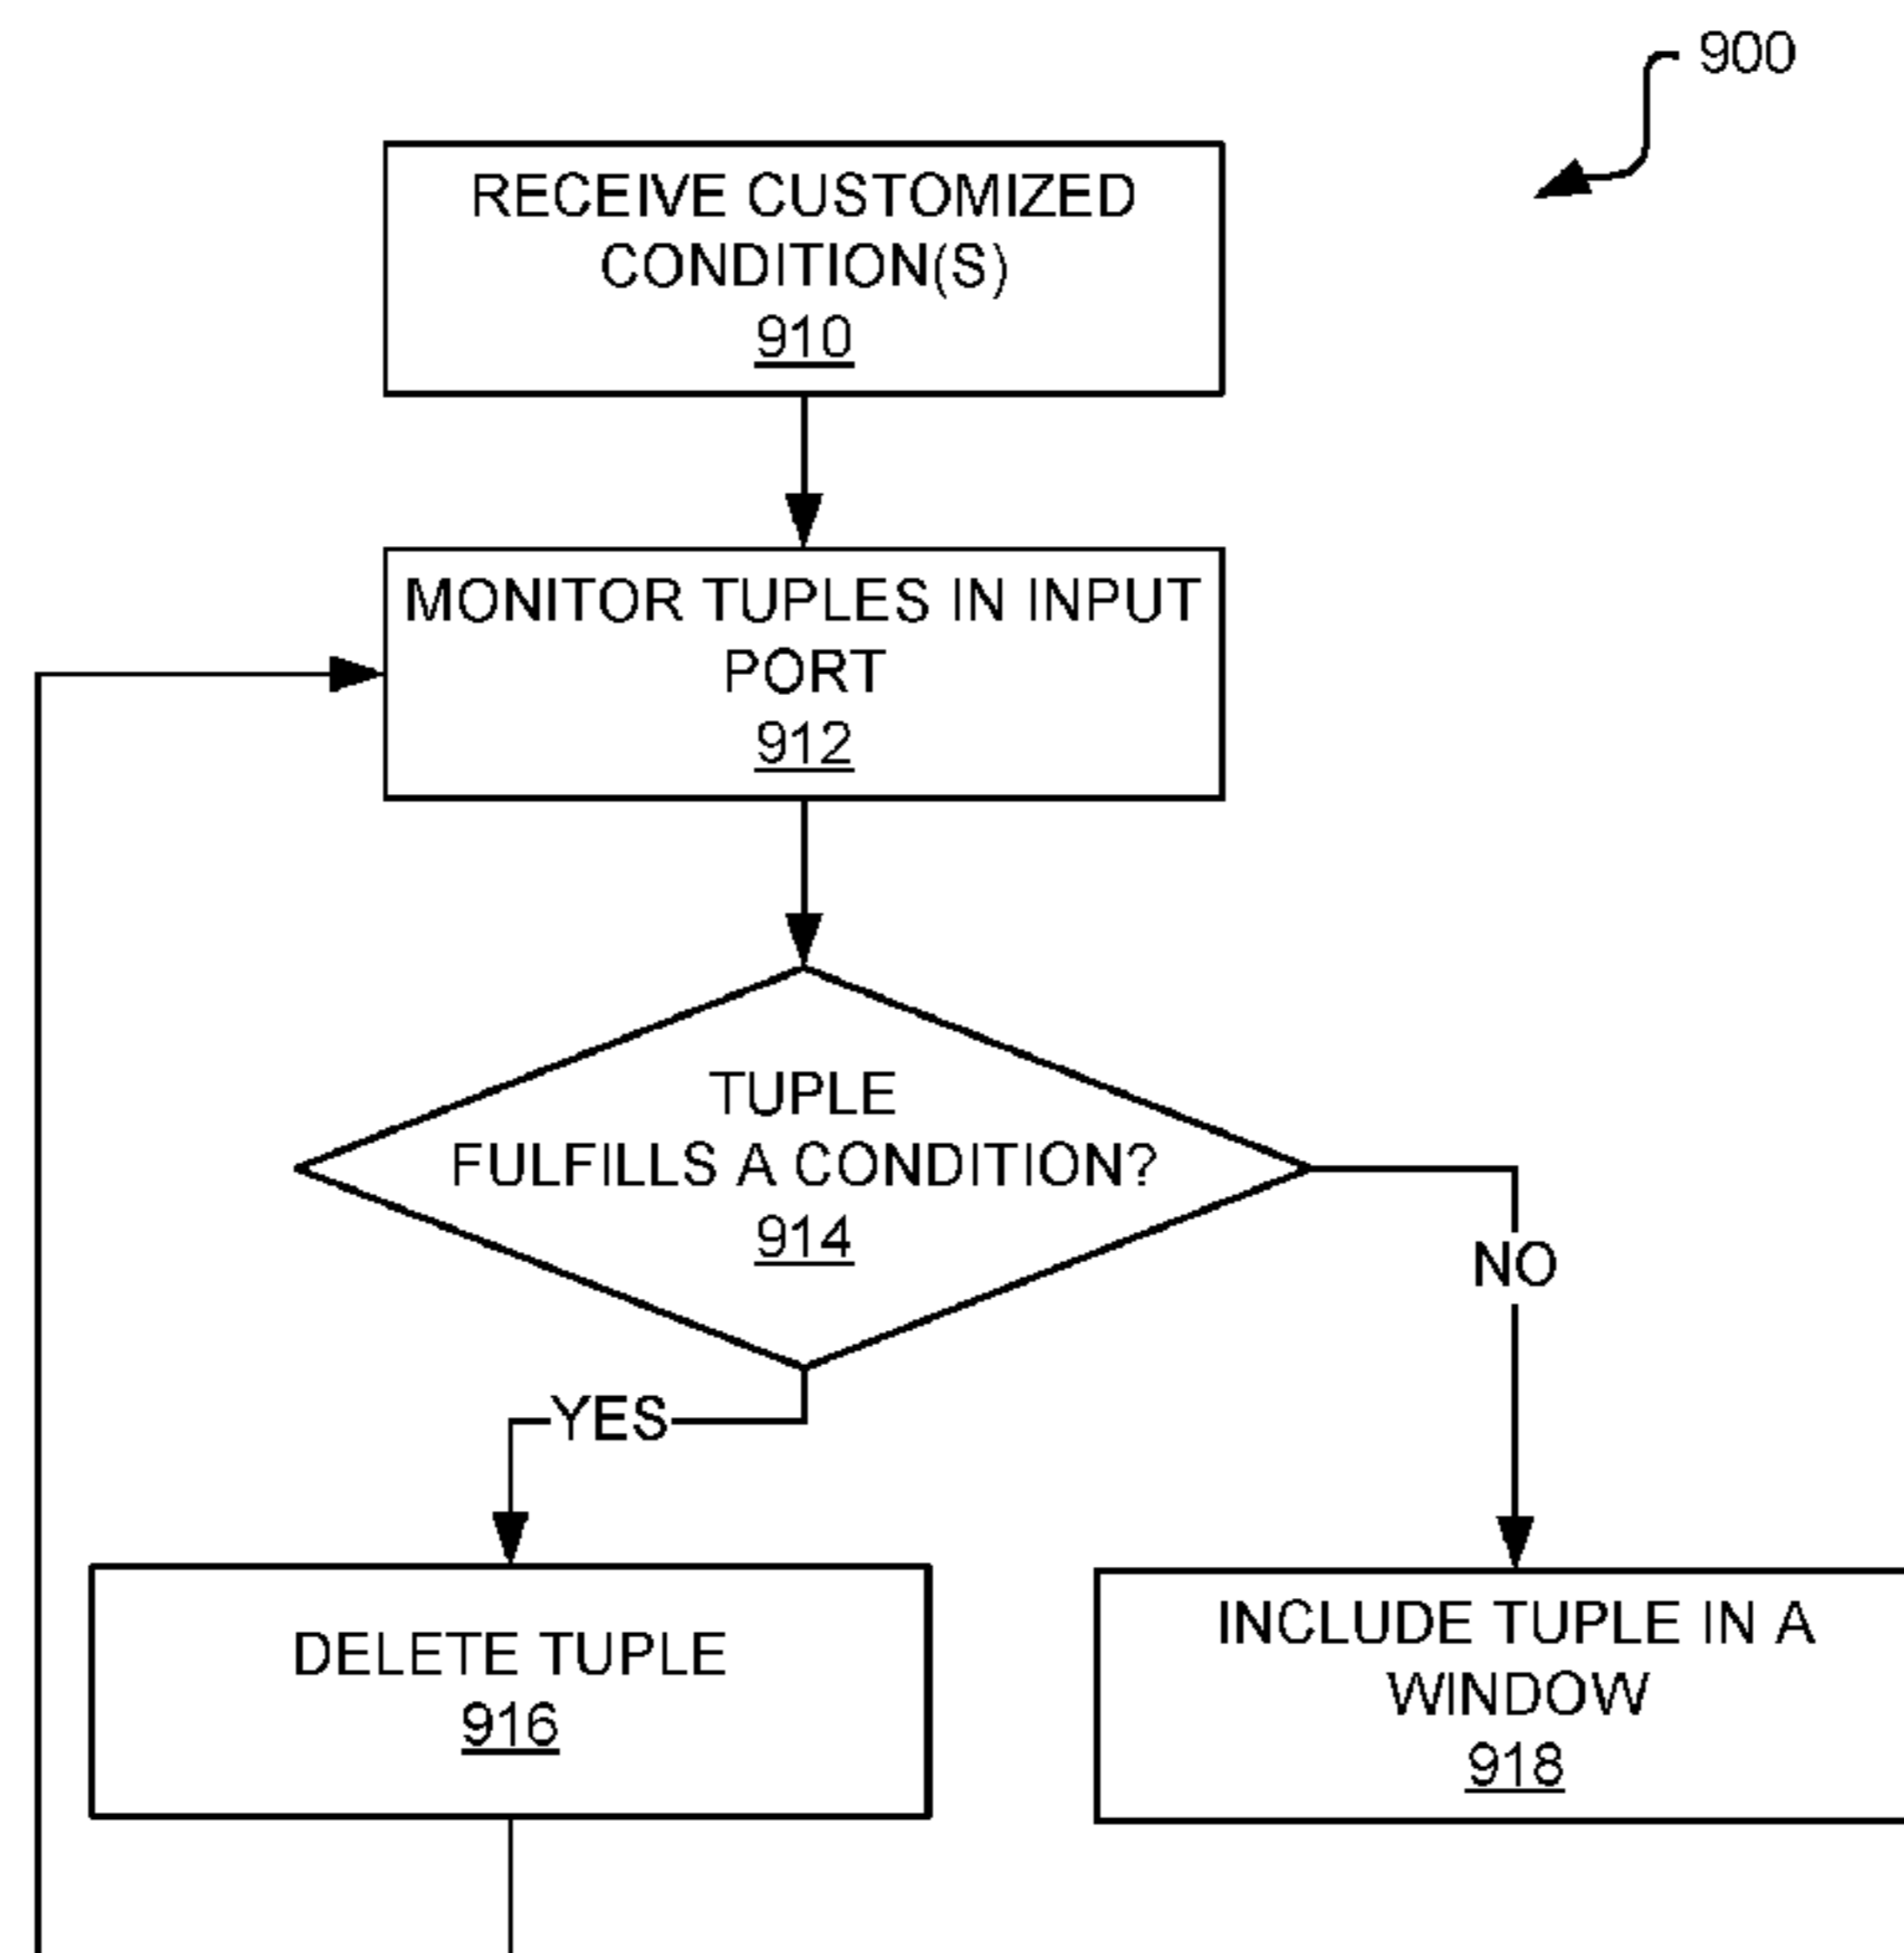 900
RECEIVE CUSTOMIZED
CONDITION(S)
910
MONITOR TUPLES IN INPUT
PORT
912
TUPLE
FULFILLS A CONDITION?
914
NO
YES
DELETE TUPLE
916
INCLUDE TUPLE IN A
WINDOW
918